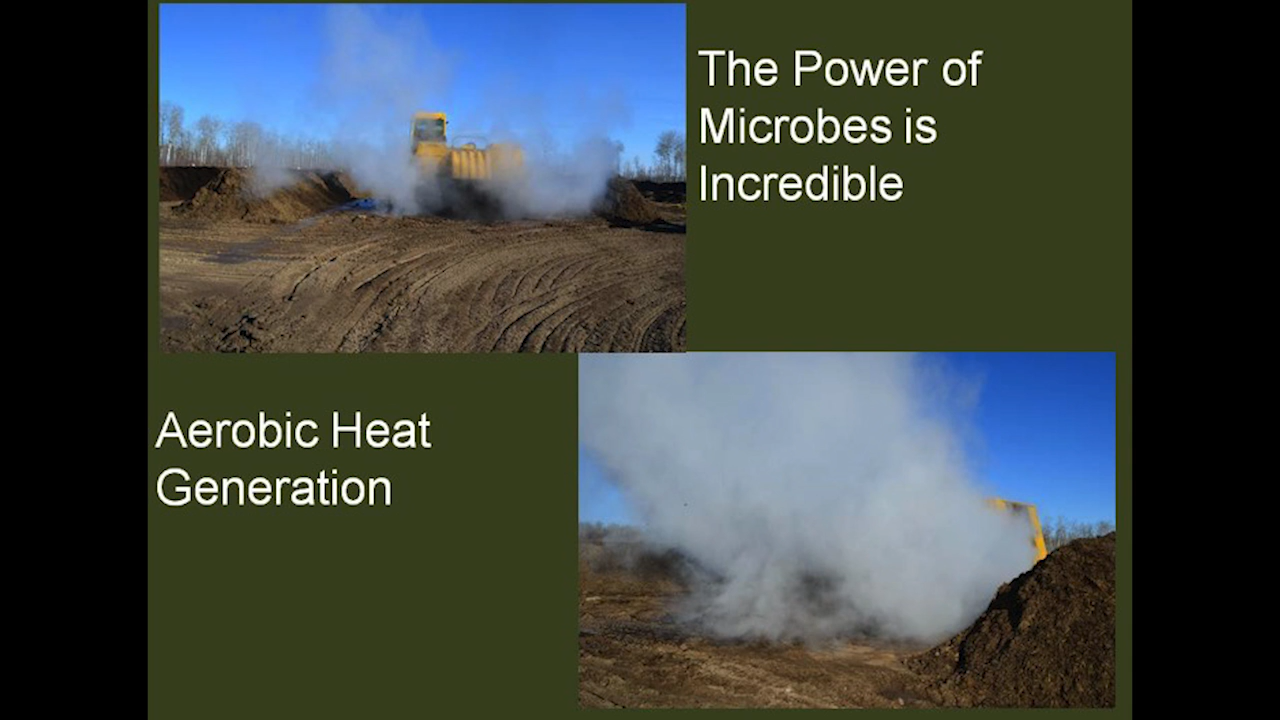 The Power of
Microbes is
Incredible
Aerobic Heat
Generation